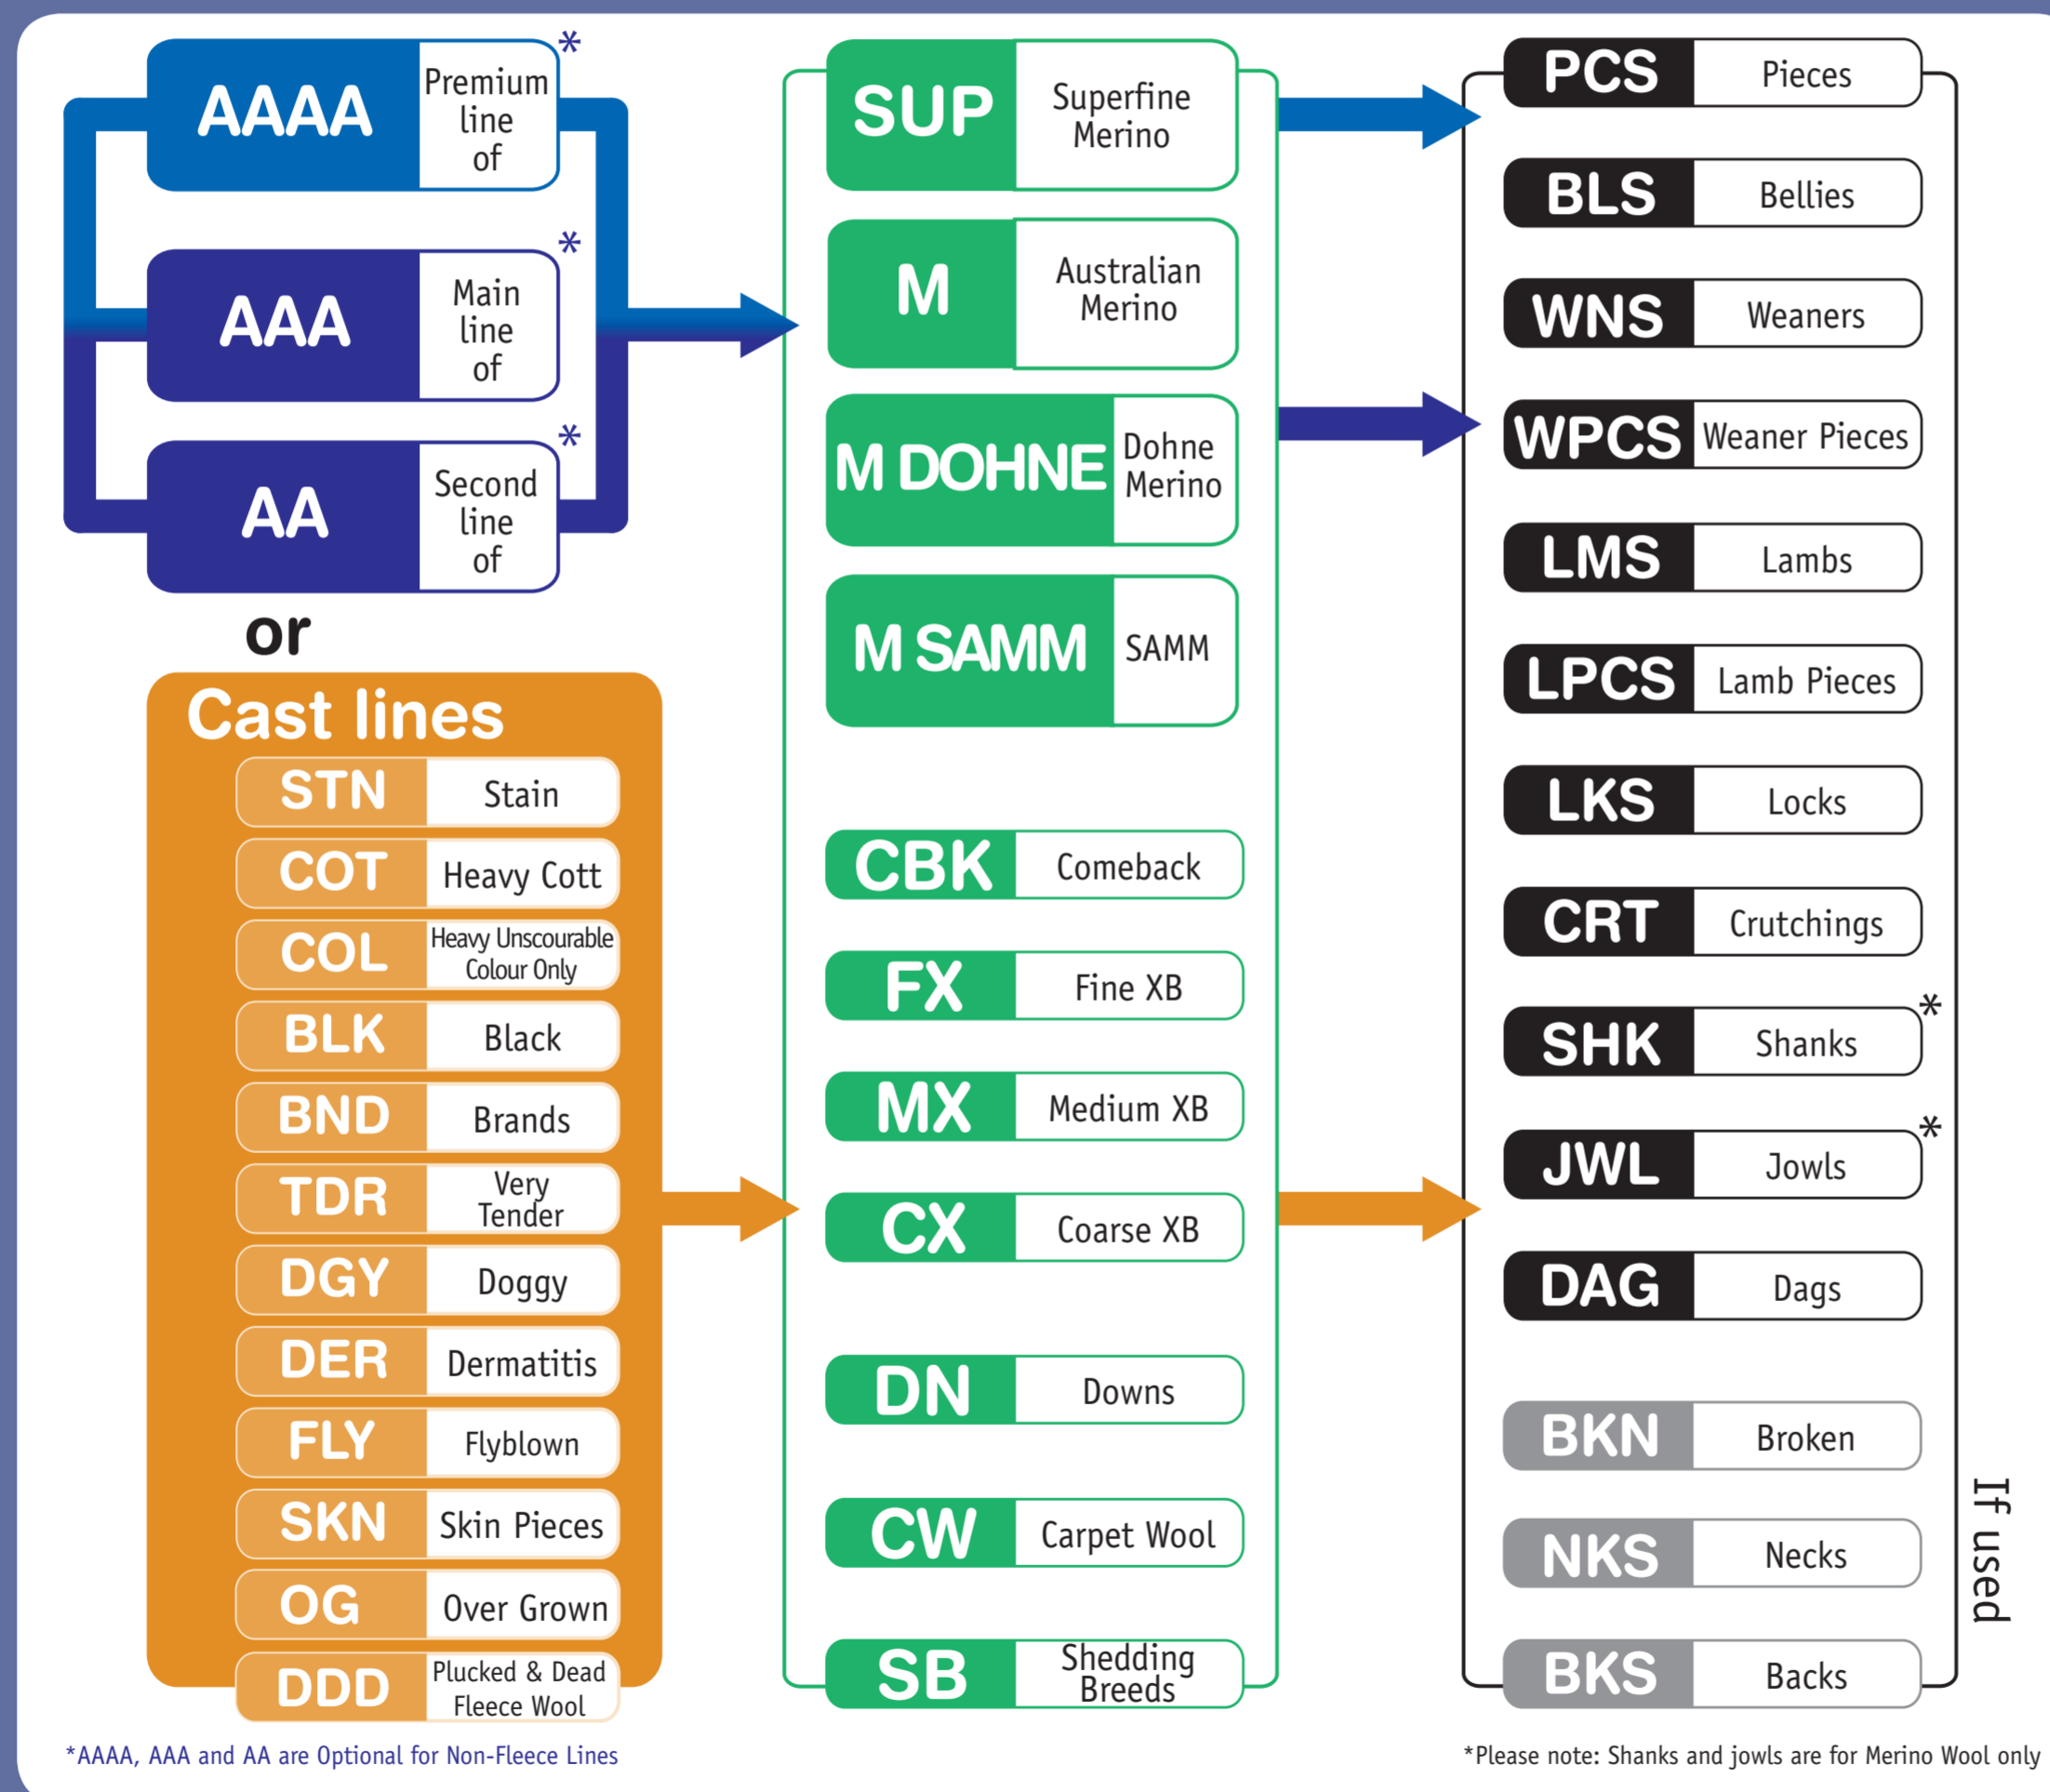 AAAA
Premium
line
of
*
AAA
Main
line
of
*
AA
Second
line
of
*
or
Cast lines
STN
Stain
COT
Heavy Cott
COL
Heavy Unscourable
Colour Only
BLK
Black
BND
Brands
TDR
Very
Tender
DGY
Doggy
DER
Dermatitis
FLY
Flyblown
SKN
Skin Pieces
OG
Over Grown
DDD
Plucked & Dead
Fleece Wool
*AAAA, AAA and AA are Optional for Non-Fleece Lines
SUP
Superfine
Merino
M
Australian
Merino
M DOHNE
Dohne
Merino
M SAMM
SAMM
CBK
Comeback
FX
Fine XB
MX
Medium XB
CX
Coarse XB
DN
Downs
CW
Carpet Wool
SB
Shedding
Breeds
PCS
Pieces
BLS
Bellies
WNS
Weaners
WPCS
Weaner Pieces
LMS
Lambs
LPCS
Lamb Pieces
LKS
Locks
CRT
Crutchings
SHK
Shanks
*
JWL
Jowls
*
DAG
Dags
BKN
Broken
NKS
Necks
BKS
Backs
If used
*Please note: Shanks and jowls are for Merino Wool only